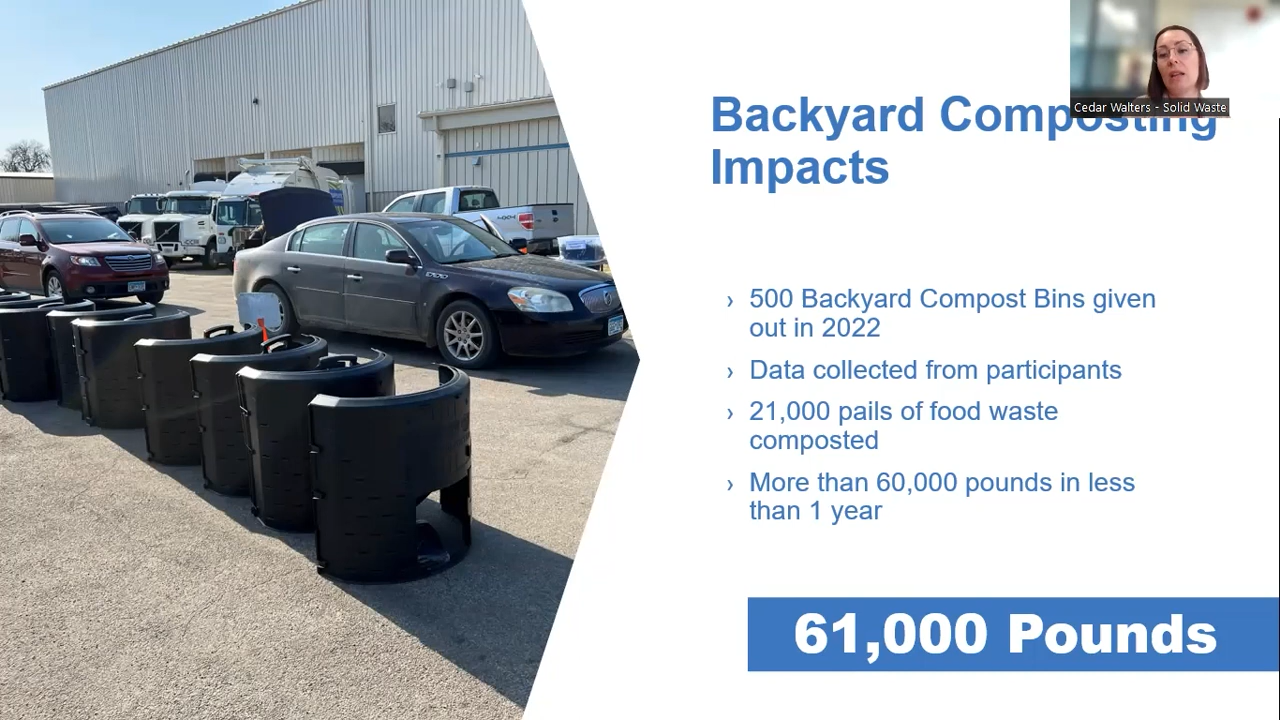 Cedar Walters - Solid Waste
Backyard Composting
Impacts
› 500 Backyard Compost Bins given
out in 2022
› Data collected from participants
› 21,000 pails of food waste
composted
› More than 60,000 pounds in less
than 1 year
61,000 Pounds